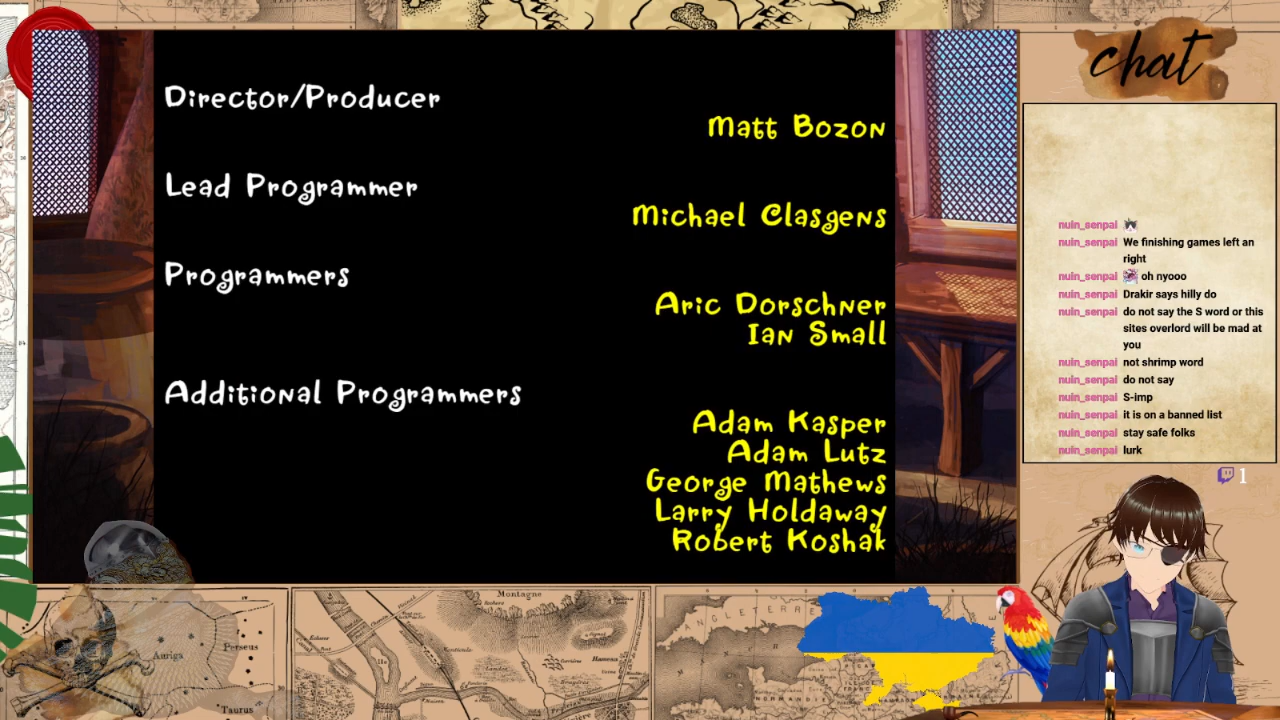 Director/Producer
Matt Bozon
Lead Programmer
Michael Clasgens
Programmers
Aric Dorschner
Ian Small
Additional Programmers
Adam Kasper
Adam Lutz
George Mathews
Larry Holdaway
Robert Koshak
chat
nuin_senpai
nuin_senpai We finishing games left an
right
nuin_senpai oh nyooo
nuin_senpai Drakir says hilly do
nuin_senpai do not say the S word or this
sites overlord will be mad at
you
nuin_senpai not shrimp word
nuin_senpai do not say
nuin_senpai S-imp
nuin_senpai it is on a banned list
nuin_senpai stay safe folks
nuin_senpai lurk
1
Montagne
Auriga
Perseus
Taurus